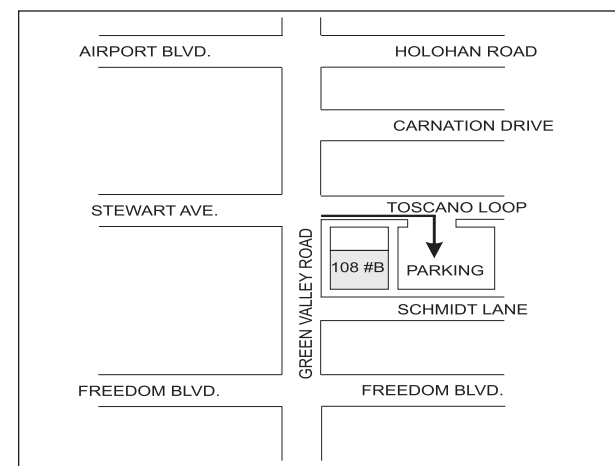 AIRPORT BLVD.
HOLOHAN ROAD
CARNATION DRIVE
STEWART AVE.
TOSCANO LOOP
GREEN VALLEY ROAD
108 #B
PARKING
SCHMIDT LANE
FREEDOM BLVD.
FREEDOM BLVD.